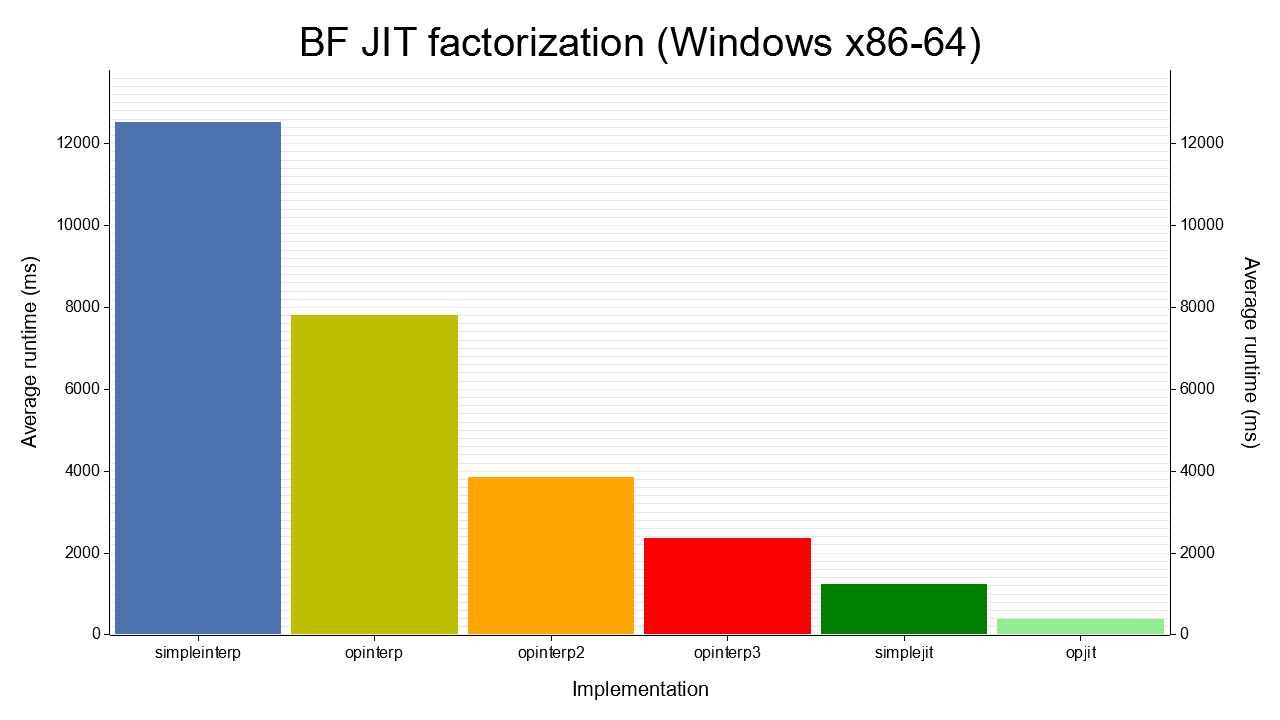 BF JIT factorization (Windows x86-64)
Average runtime (ms)
12000
10000
8000
6000
4000
2000
0
12000
10000
8000
6000
4000
2000
0
Average runtime (ms)
simpleinterp opinterp opinterp2 opinterp3 simplejit opjit
Implementation